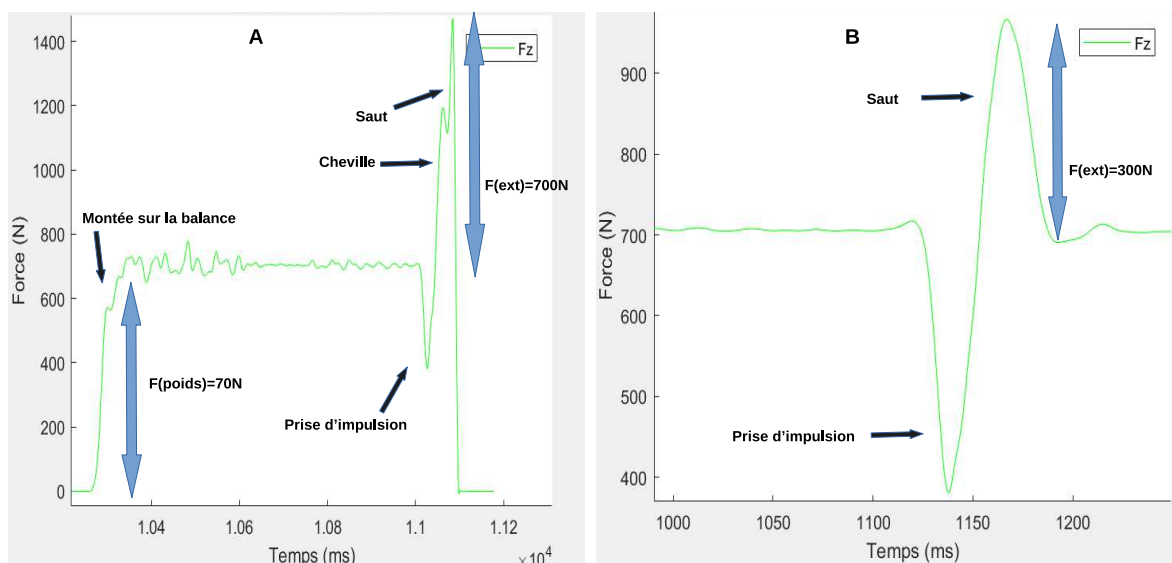 A
Fz
Saut
Cheville
F(ext)=700N
Montée sur la balance
F(poids)=70N
Prise d'impulsion
Force (N)
1400
1200
1000
800
600
400
200
0
1.04
1.06
1.08
1.1
1.12
Temps (ms)
×10⁴
B
Fz
Saut
F(ext)=300N
Prise d'impulsion
Force (N)
900
800
700
600
500
400
1000
1050
1100
1150
1200
Temps (ms)